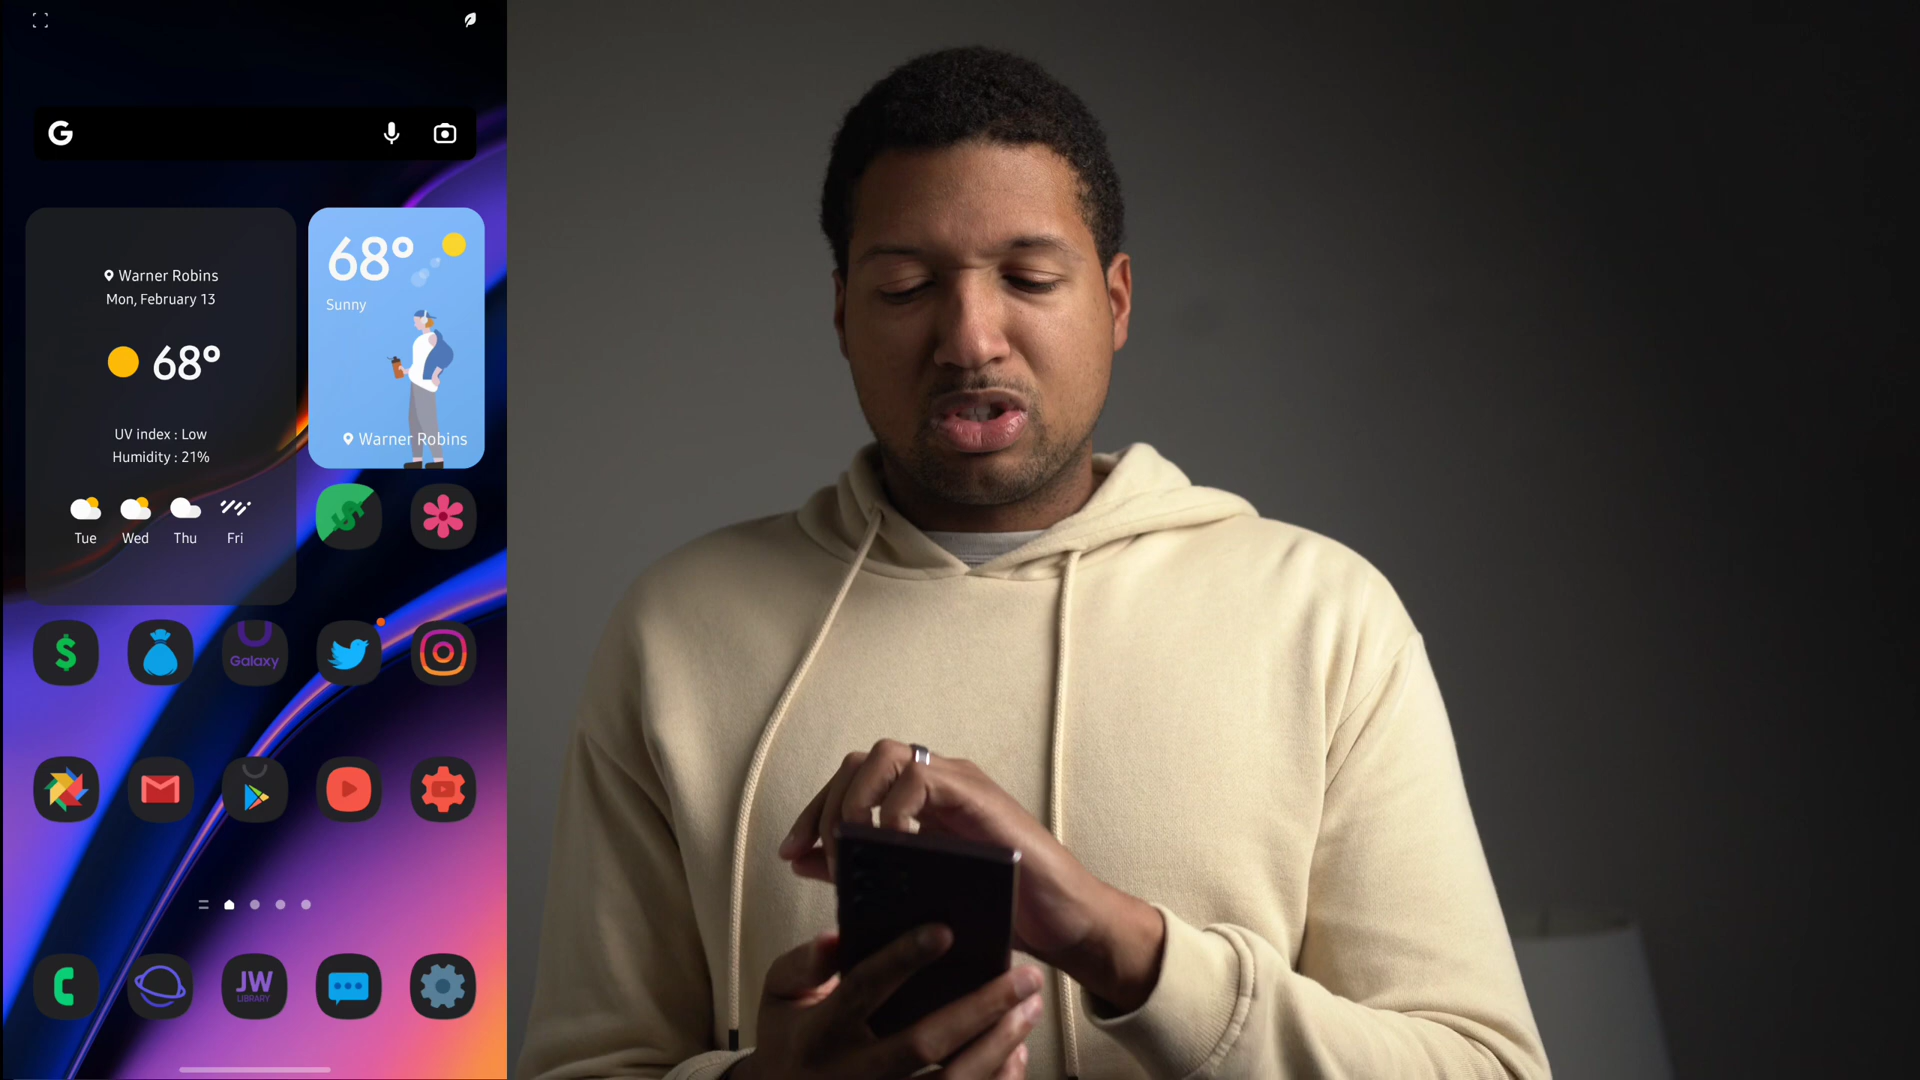 G
Warner Robins
Mon, February 13
68°
UV index : Low
Humidity : 21%
Tue Wed Thu Fri
68°
Sunny
Warner Robins
$
$
Galaxy
JW
LIBRARY